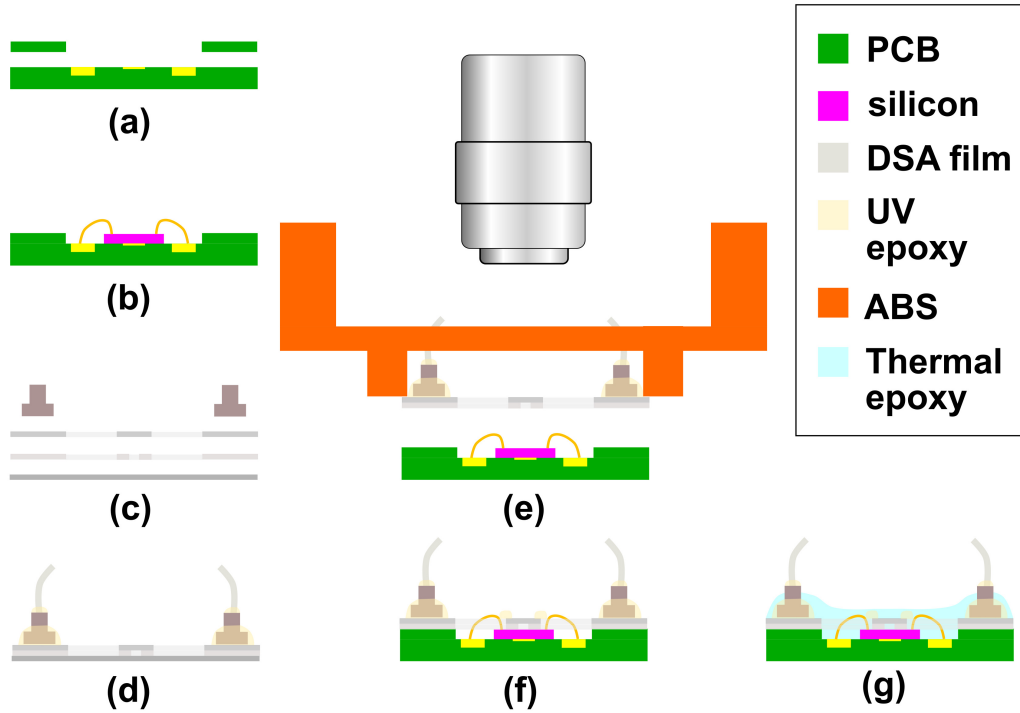 (a)
(b)
(c)
(d)
(e)
(f)
(g)
PCB
silicon
DSA film
UV
epoxy
ABS
Thermal
epoxy